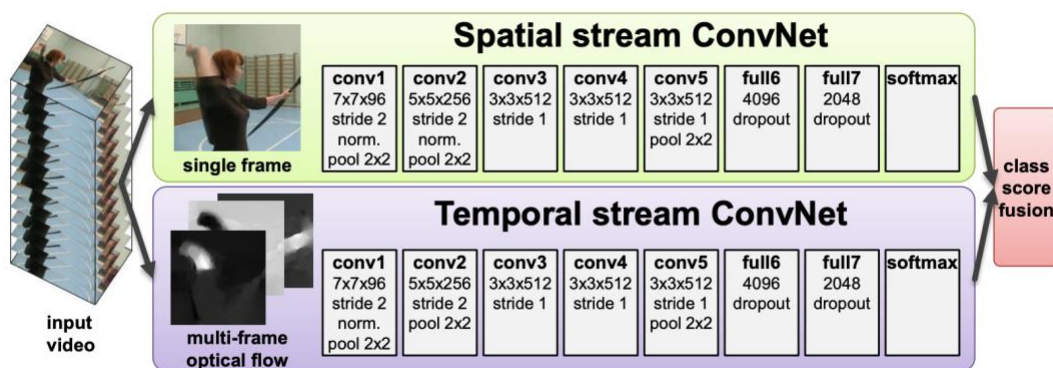 input
video
single frame
Spatial stream ConvNet
conv1
7x7x96
stride 2
norm.
pool 2x2
conv2
5x5x256
stride 2
norm.
pool 2x2
conv3
3x3x512
stride 1
conv4
3x3x512
stride 1
conv5
3x3x512
stride 1
pool 2x2
full6
4096
dropout
full7
2048
dropout
softmax
multi-frame
optical flow
Temporal stream ConvNet
conv1
7x7x96
stride 2
norm.
pool 2x2
conv2
5x5x256
stride 2
pool 2x2
conv3
3x3x512
stride 1
conv4
3x3x512
stride 1
conv5
3x3x512
stride 1
pool 2x2
full6
4096
dropout
full7
2048
dropout
softmax
class
score
fusion